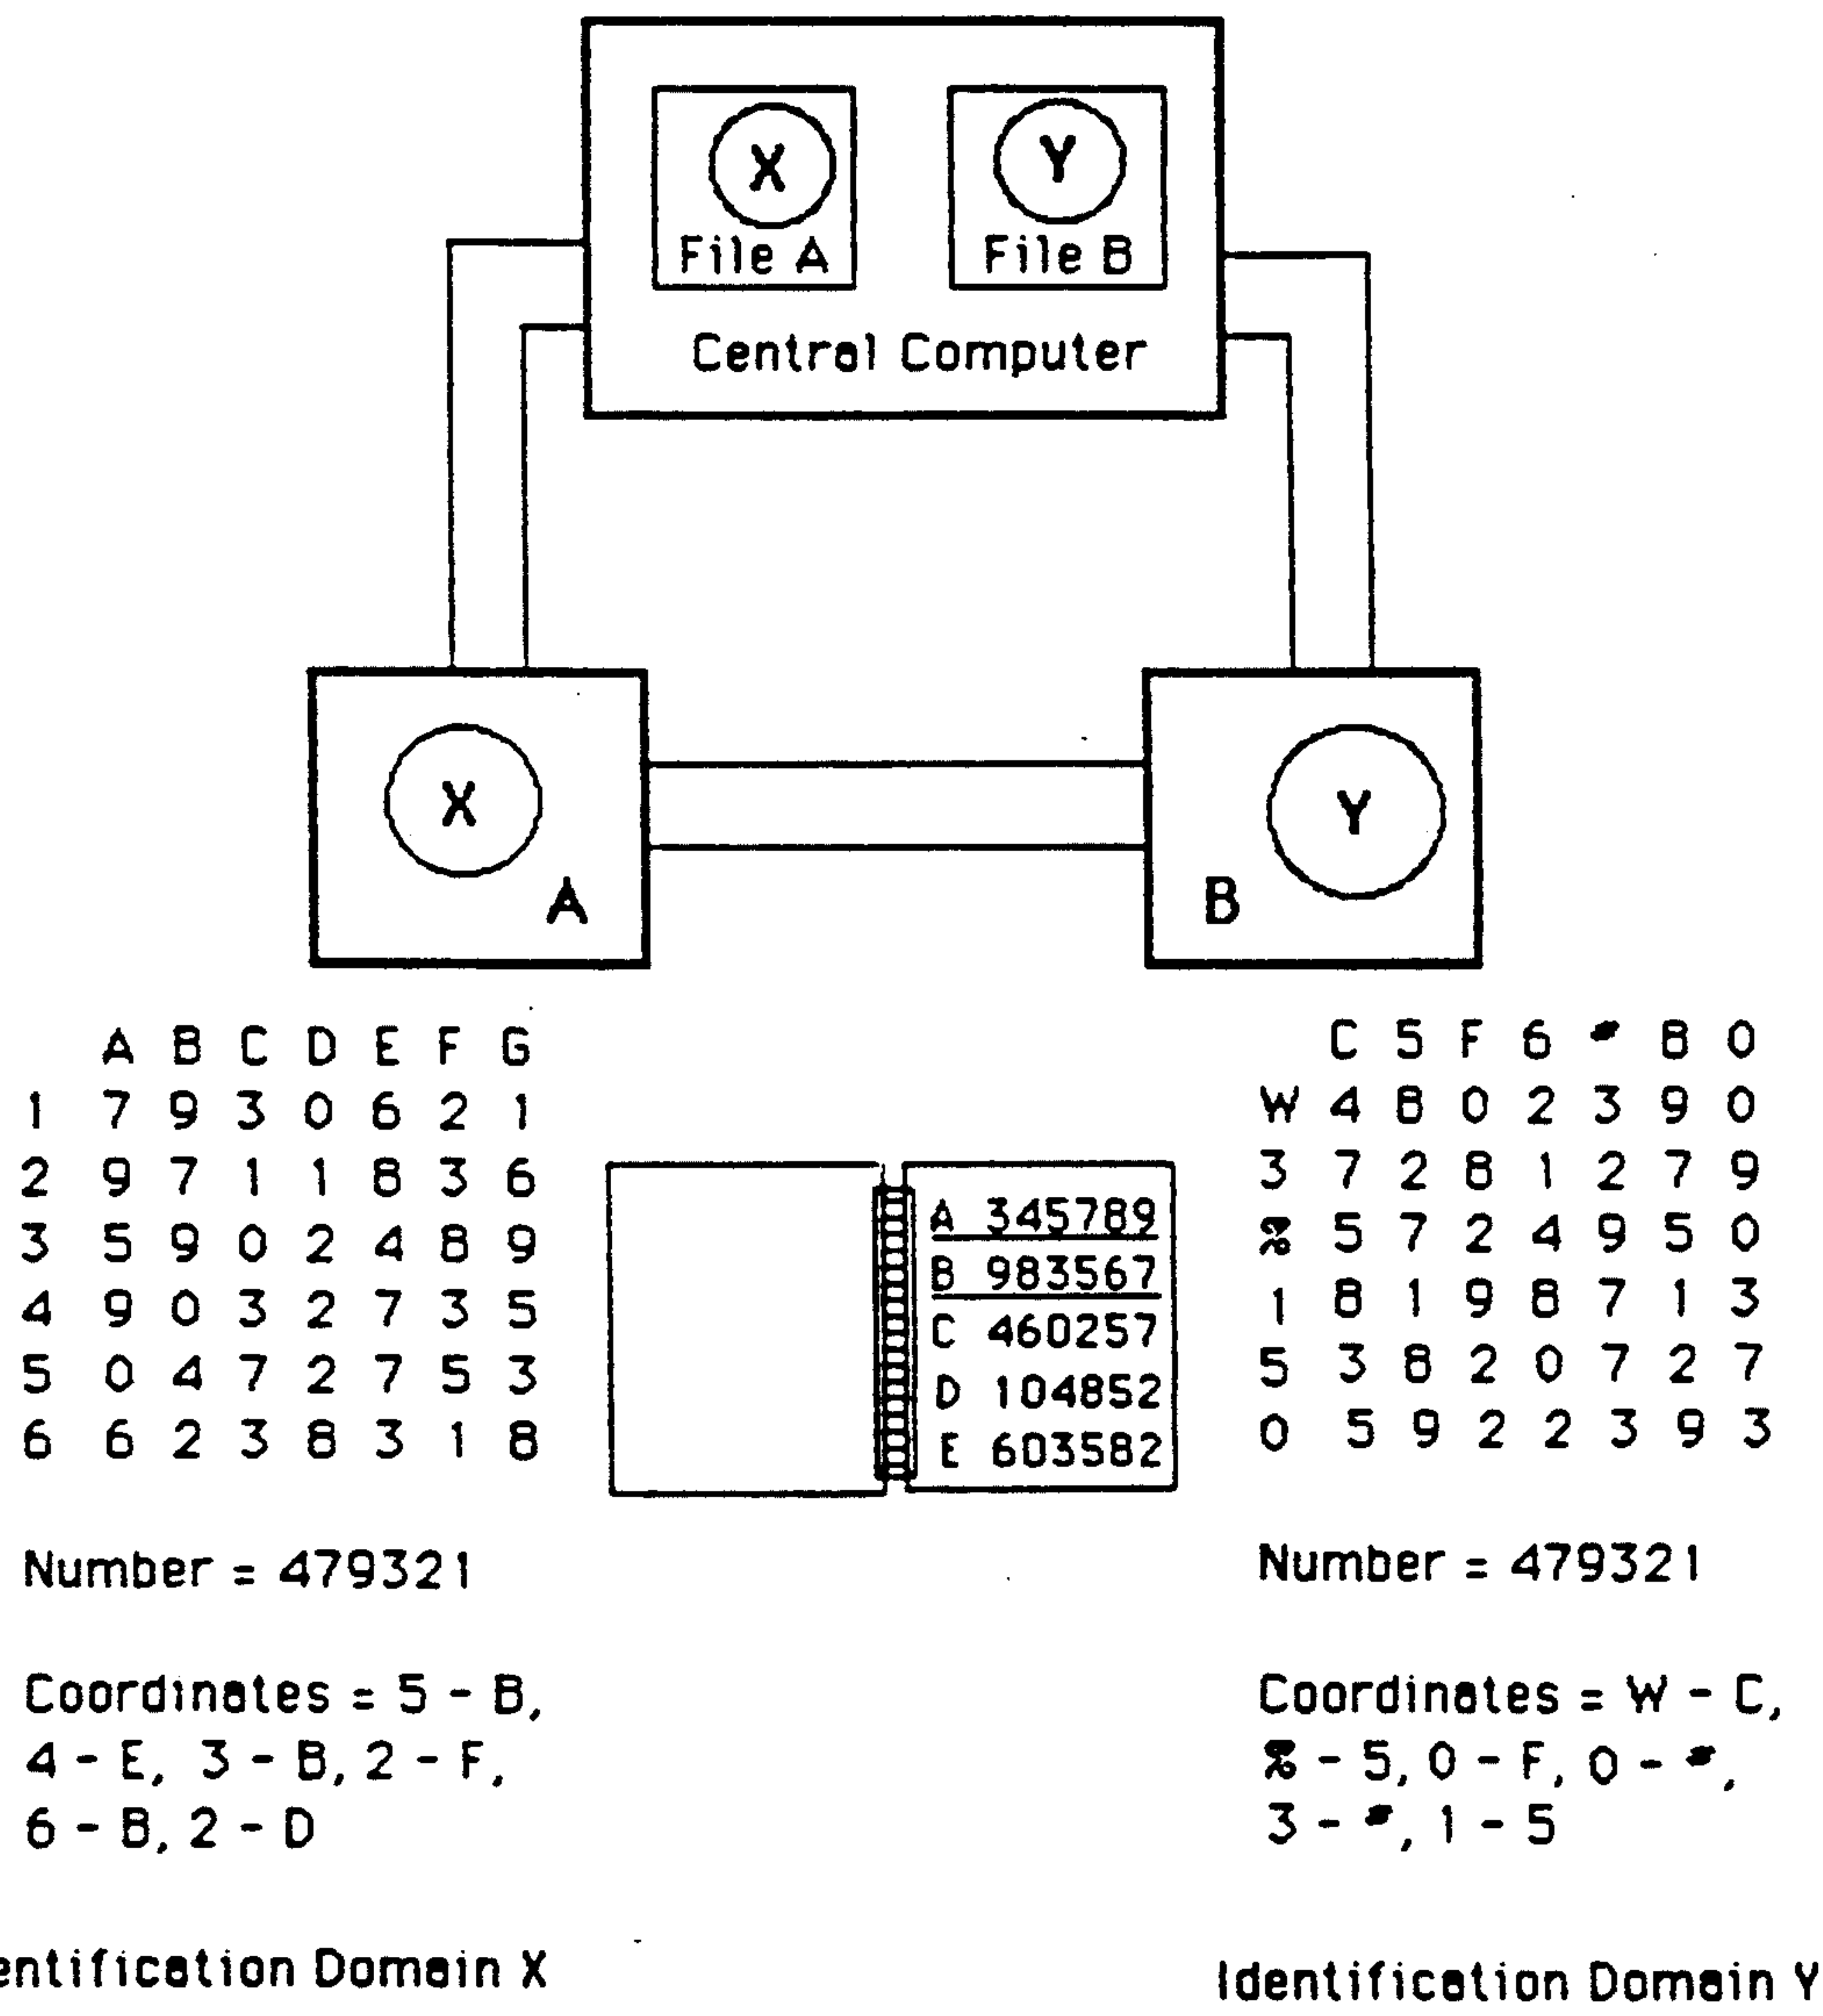 X
Y
File A
File B
Central Computer
X
Y
A
B
A B C D E F G
1 7 9 3 0 6 2 1
2 9 7 1 1 8 3 6
3 5 9 0 2 4 8 9
4 9 0 3 2 7 3 5
5 0 4 7 2 7 5 3
6 6 2 3 8 3 1 8
Number = 479321
Coordinates = 5 - B,
4 - E, 3 - B, 2 - F,
6 - B, 2 - D
entification Domain X
A 345789
B 983567
C 460257
D 104852
E 603582
C 5 F 6 # B 0
W 4 8 0 2 3 9 0
3 7 2 8 1 2 7 9
% 5 7 2 4 9 5 0
1 8 1 9 8 7 1 3
5 3 8 2 0 7 2 7
0 5 9 2 2 3 9 3
Number = 479321
Coordinates = W - C,
% - 5, 0 - F, 0 - #,
3 - #, 1 - 5
Identification Domain Y